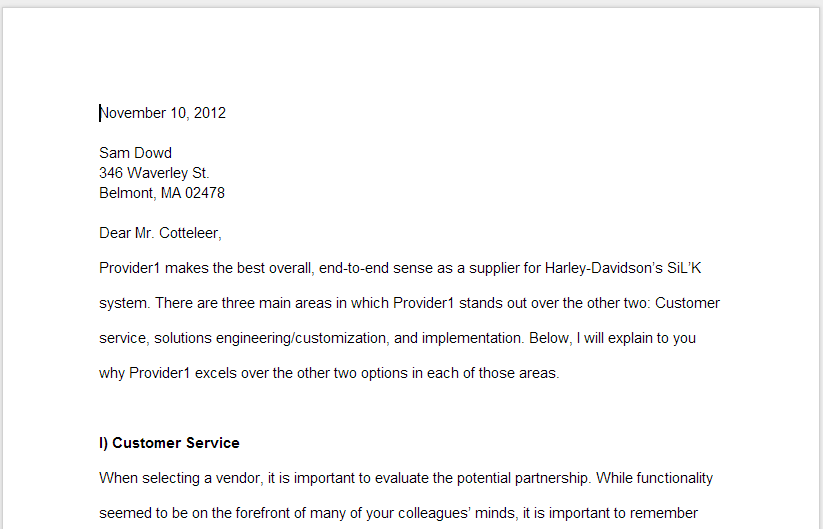 November 10, 2012
Sam Dowd
346 Waverley St.
Belmont, MA 02478
Dear Mr. Cotteleer,
Provider1 makes the best overall, end-to-end sense as a supplier for Harley-Davidson’s SiL’K
system. There are three main areas in which Provider1 stands out over the other two: Customer
service, solutions engineering/customization, and implementation. Below, I will explain to you
why Provider1 excels over the other two options in each of those areas.
I) Customer Service
When selecting a vendor, it is important to evaluate the potential partnership. While functionality
seemed to be on the forefront of many of your colleagues’ minds, it is important to remember